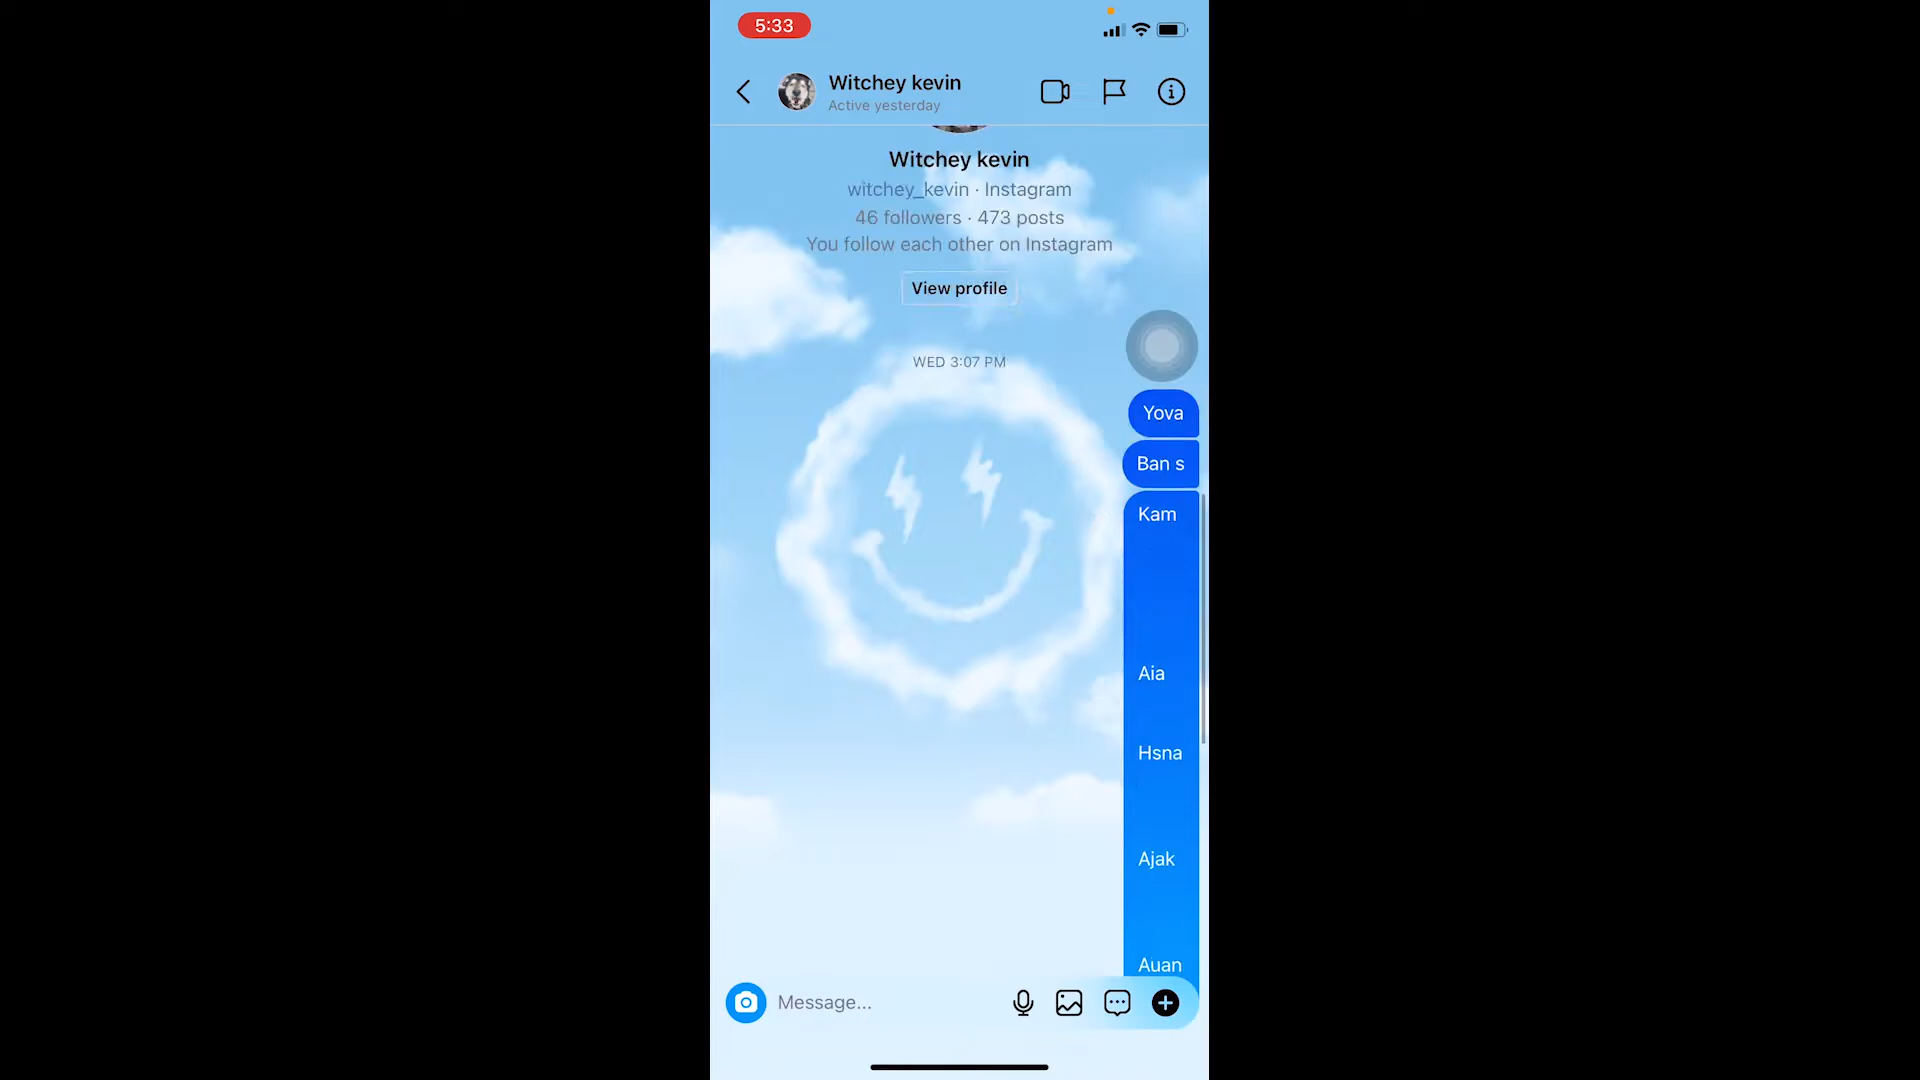 5:33
Witchey kevin
Active yesterday
Witchey kevin
witchey_kevin · Instagram
46 followers · 473 posts
You follow each other on Instagram
View profile
WED 3:07 PM
Yova
Ban s
Kam
Aia
Hsna
Ajak
Auan
Message...